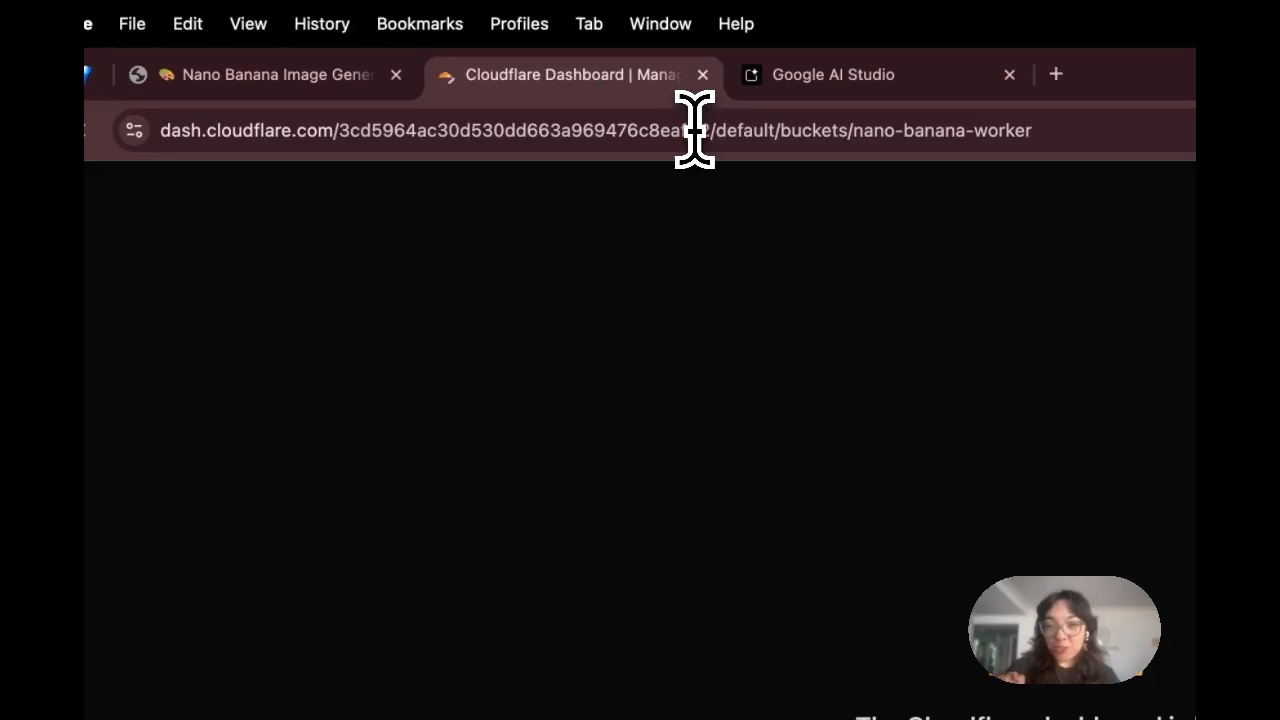 File Edit View History Bookmarks Profiles Tab Window Help
Nano Banana Image Gene
Cloudflare Dashboard | Mana
Google AI Studio
dash.cloudflare.com/3cd5964ac30d530dd663a969476c8ea /default/buckets/nano-banana-worker